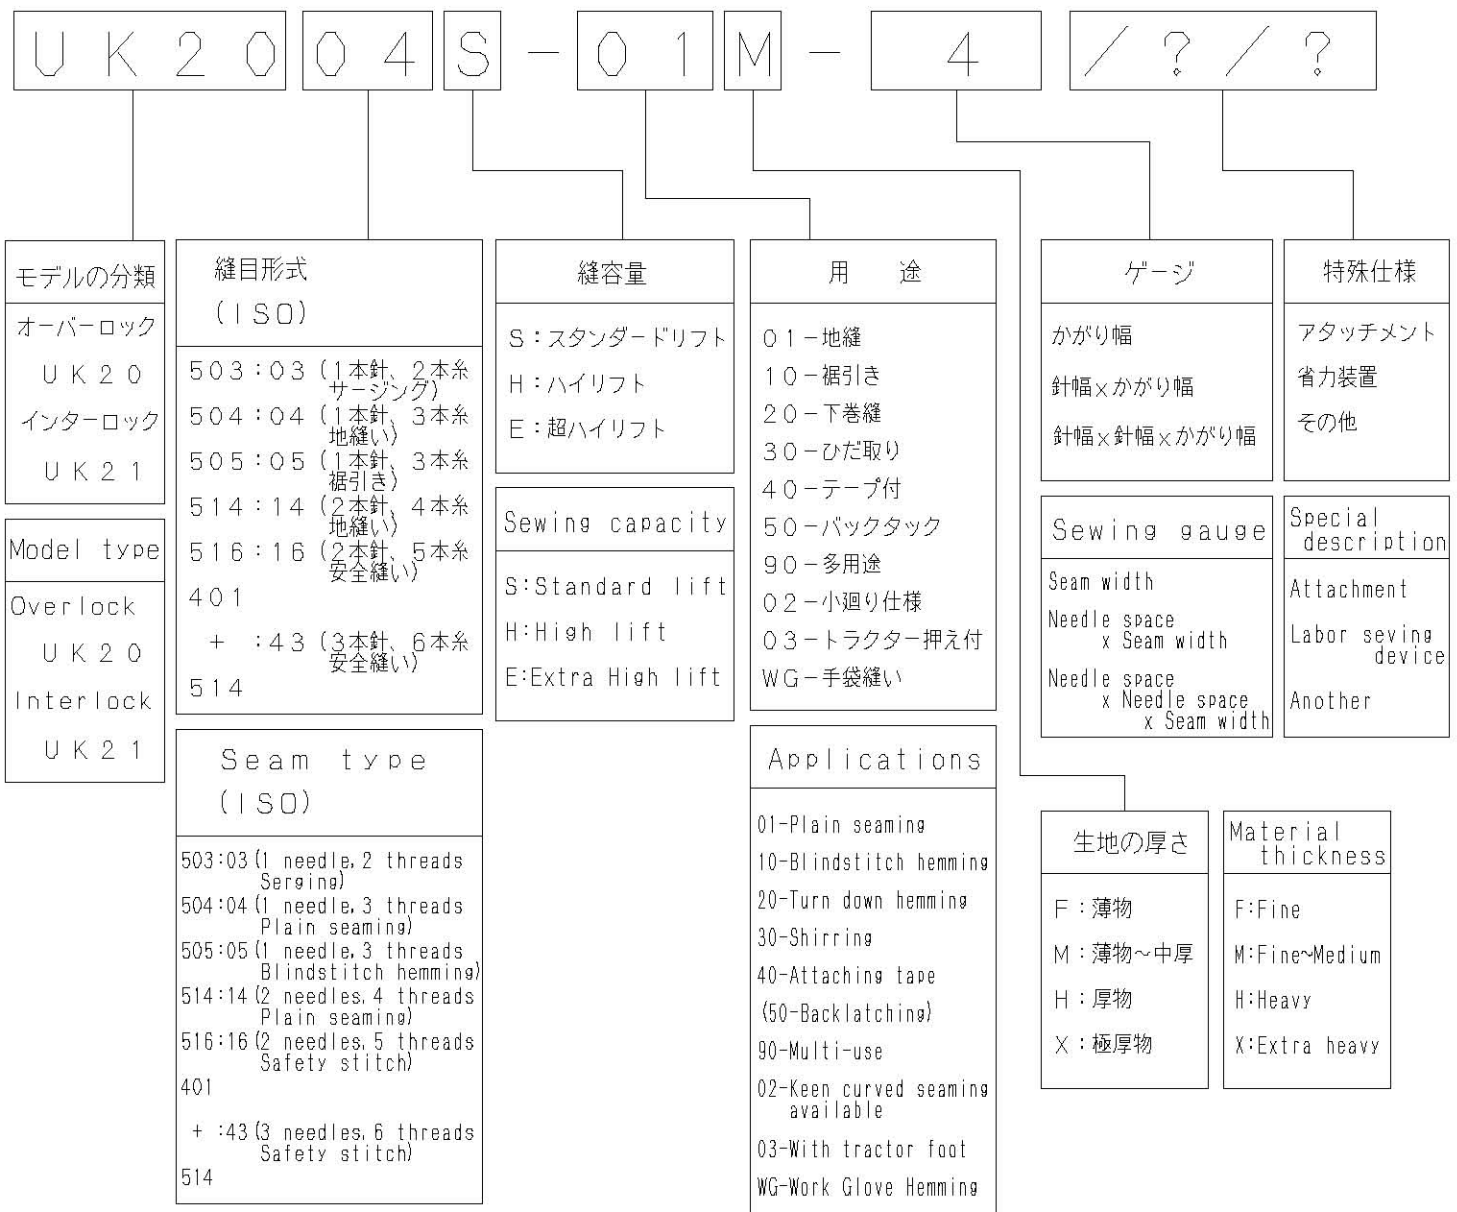 UK2004S-01M-4/?/?
モデルの分類
オーバーロック
UK20
インターロック
UK21
Model type
Overlock
UK20
Interlock
UK21
縫目形式
(ISO)
503:03(1本針、2本糸
サージング)
504:04(1本針、3本糸
地縫い)
505:05(1本針、3本糸
裾引き)
514:14(2本針、4本糸
地縫い)
516:16(2本針、5本糸
安全縫い)
401
+ :43(3本針、6本糸
安全縫い)
514
Seam type
(ISO)
503:03(1 needle,2 threads
Serging)
504:04(1 needle,3 threads
Plain seaming)
505:05(1 needle,3 threads
Blindstitch hemming)
514:14(2 needles,4 threads
Plain seaming)
516:16(2 needles,5 threads
Safety stitch)
401
+ :43(3 needles,6 threads
Safety stitch)
514
縫容量
S:スタンダードリフト
H:ハイリフト
E:超ハイリフト
Sewing capacity
S:Standard lift
H:High lift
E:Extra High lift
用 途
01-地縫
10-裾引き
20-下巻縫
30-ひだ取り
40-テープ付
50-バックタック
90-多用途
02-小廻り仕様
03-トラクター押え付
WG-手袋縫い
Applications
01-Plain seaming
10-Blindstitch hemming
20-Turn down hemming
30-Shirring
40-Attaching tape
(50-Backlatching)
90-Multi-use
02-Keen curved seaming
available
03-With tractor foot
WG-Work Glove Hemming
ゲージ
かがり幅
針幅xかがり幅
針幅x針幅xかがり幅
Sewing gauge
Seam width
Needle space
x Seam width
Needle space
x Needle space
x Seam width
特殊仕様
アタッチメント
省力装置
その他
Special
description
Attachment
Labor seving
device
Another
生地の厚さ
F:薄物
M:薄物~中厚
H:厚物
X:極厚物
Material
thickness
F:Fine
M:Fine~Medium
H:Heavy
X:Extra heavy